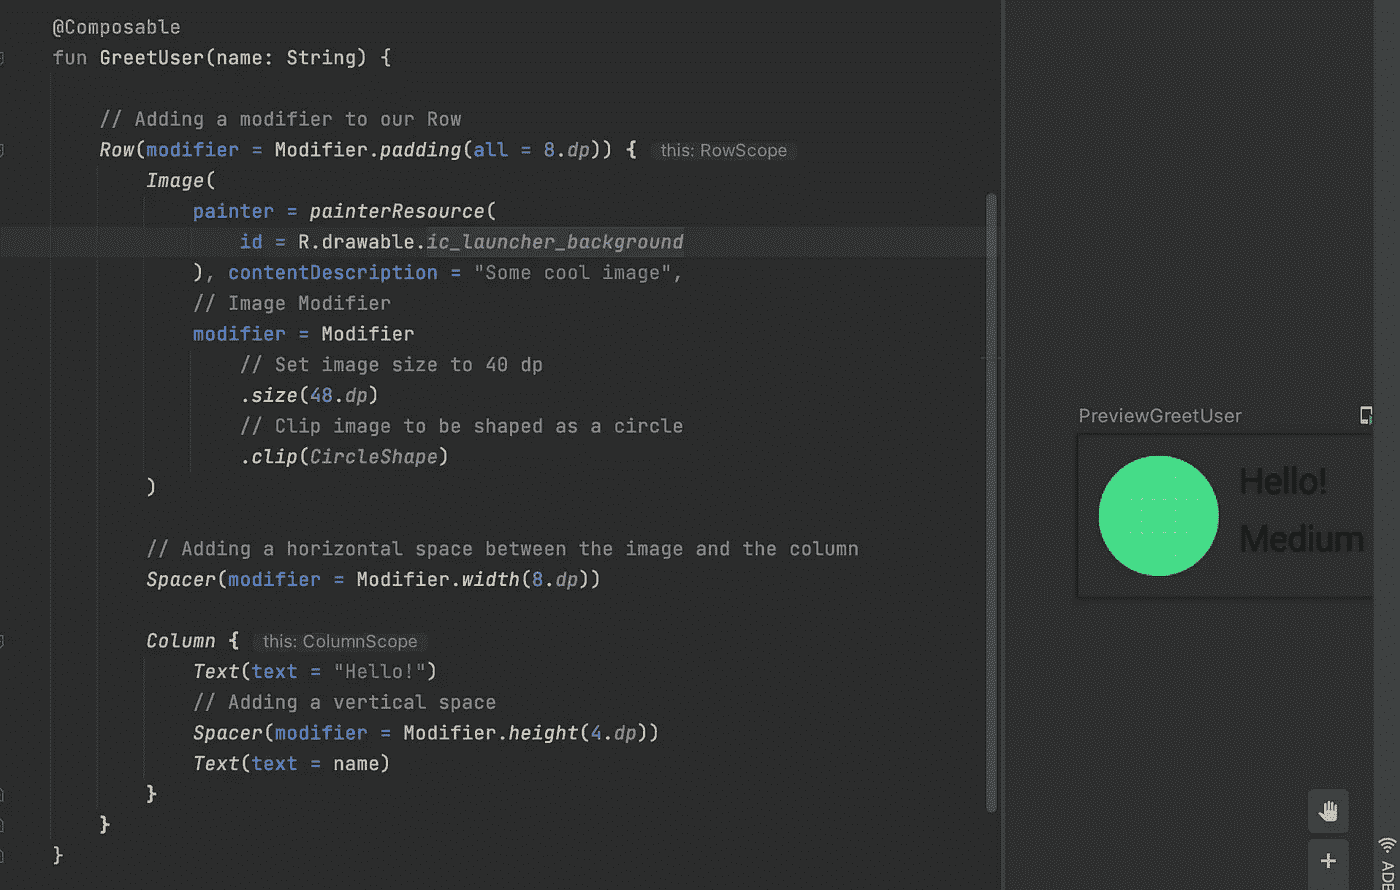 @Composable
fun GreetUser(name: String) {
// Adding a modifier to our Row
Row(modifier = Modifier.padding(all = 8.dp)) { this: RowScope
Image(
painter = painterResource(
id = R.drawable.ic_launcher_background
), contentDescription = "Some cool image",
// Image Modifier
modifier = Modifier
// Set image size to 40 dp
.size(48.dp)
// Clip image to be shaped as a circle
.clip(CircleShape)
)
// Adding a horizontal space between the image and the column
Spacer(modifier = Modifier.width(8.dp))
Column { this: ColumnScope
Text(text = "Hello!")
// Adding a vertical space
Spacer(modifier = Modifier.height(4.dp))
Text(text = name)
}
}
}
PreviewGreetUser
Hello!
Medium
+